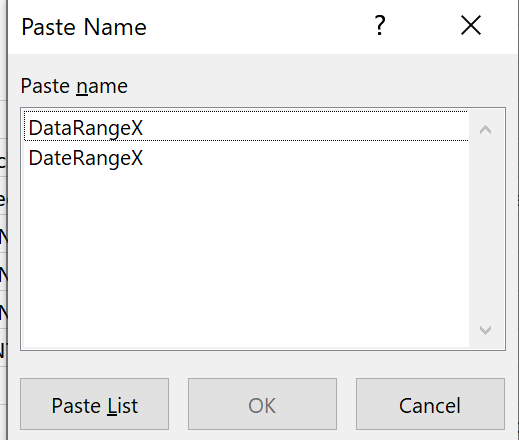 Paste Name
?
Paste name
DataRangeX
DateRangeX
Paste List
OK
Cancel